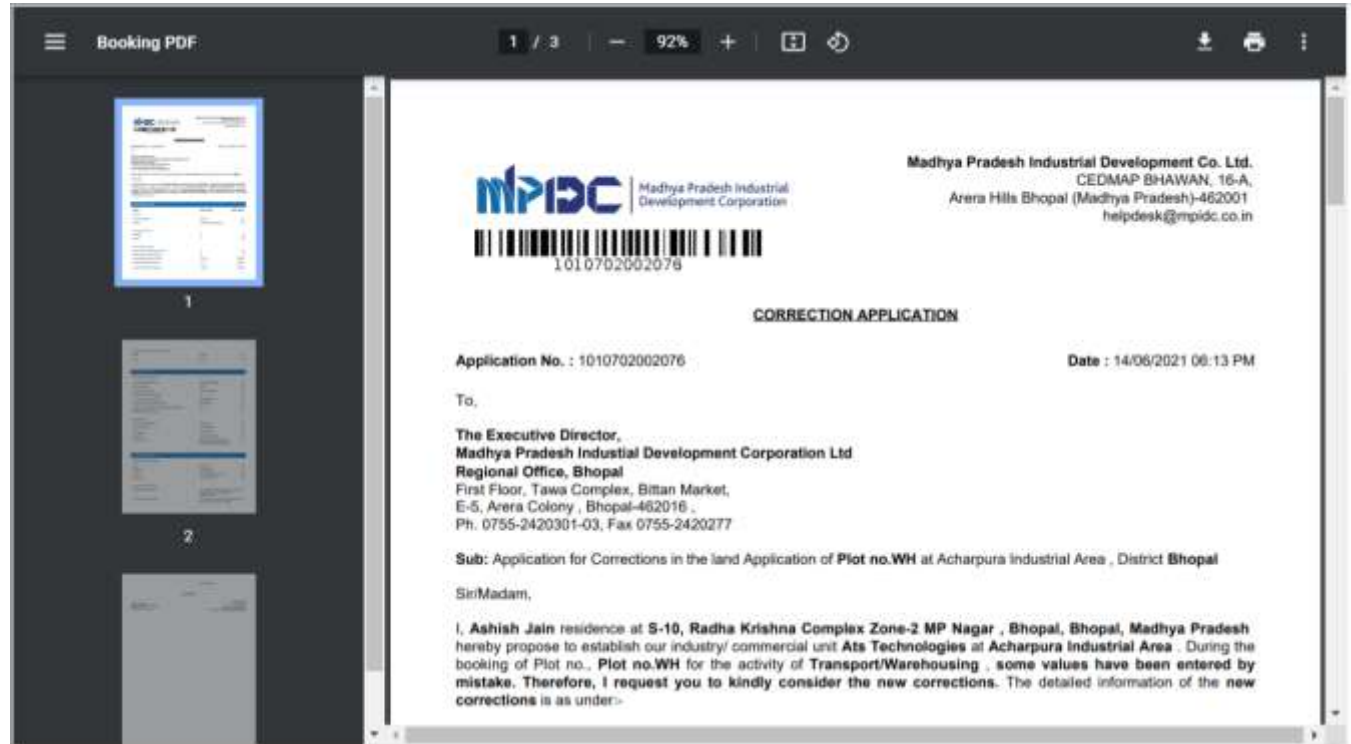 Booking PDF
1 / 3
92%
1
2
MPIDC
Madhya Pradesh Industrial
Development Corporation
1010702002076
Madhya Pradesh Industrial Development Co. Ltd.
CEDMAP BHAWAN, 16-A,
Arera Hills Bhopal (Madhya Pradesh)-462001
helpdesk@mpidc.co.in
CORRECTION APPLICATION
Application No. : 1010702002076
Date : 14/06/2021 06:13 PM
To,
The Executive Director,
Madhya Pradesh Industial Development Corporation Ltd
Regional Office, Bhopal
First Floor, Tawa Complex, Bittan Market,
E-5, Arera Colony , Bhopal-462016 ,
Ph. 0755-2420301-03, Fax 0755-2420277
Sub: Application for Corrections in the land Application of Plot no.WH at Acharpura Industrial Area , District Bhopal
Sir/Madam,
I, Ashish Jain residence at S-10, Radha Krishna Complex Zone-2 MP Nagar , Bhopal, Bhopal, Madhya Pradesh
hereby propose to establish our industry/ commercial unit Ats Technologies at Acharpura Industrial Area . During the
booking of Plot no., Plot no.WH for the activity of Transport/Warehousing , some values have been entered by
mistake. Therefore, I request you to kindly consider the new corrections. The detailed information of the new
corrections is as under:-